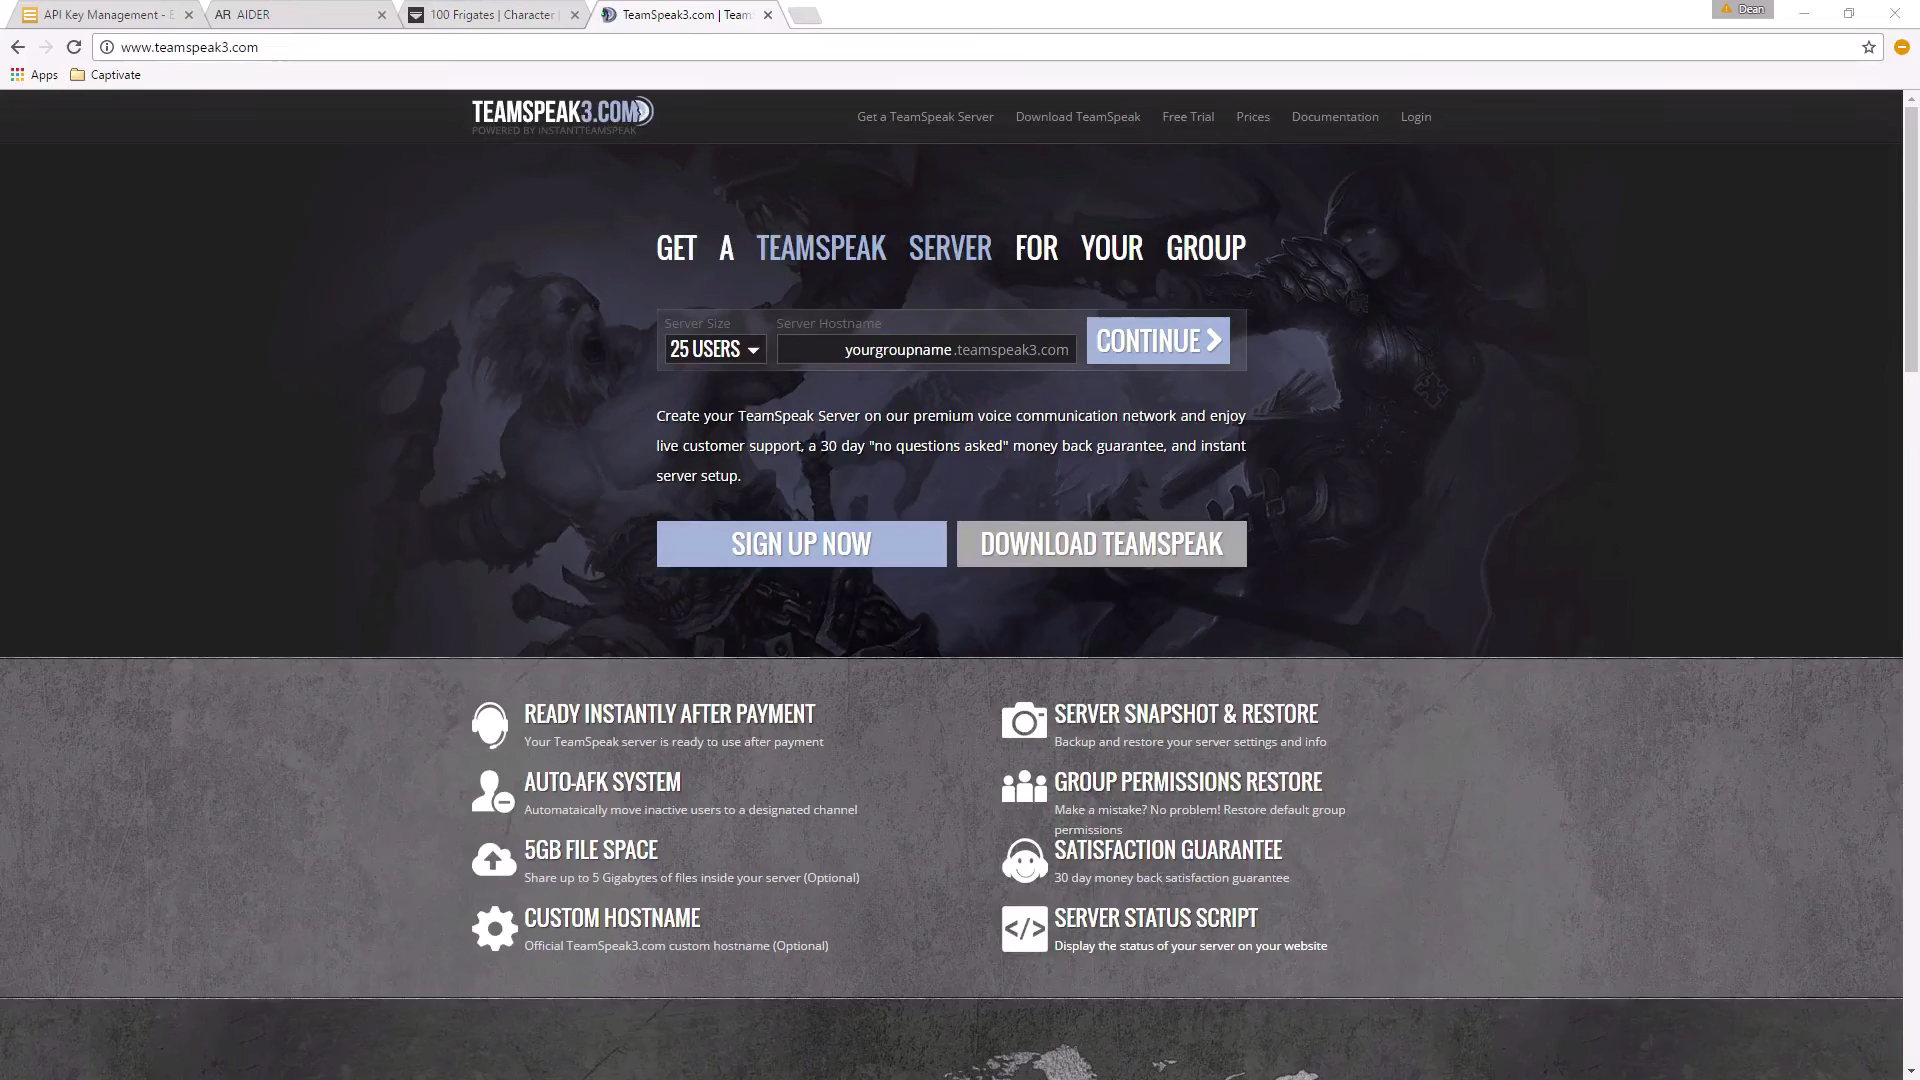 API Key Management - E
AR AIDER
100 Frigates | Character
TeamSpeak3.com | Team
Dean
www.teamspeak3.com
Apps
Captivate
TEAMSPEAK3.COM
POWERED BY INSTANTTEAMSPEAK
Get a TeamSpeak Server
Download TeamSpeak
Free Trial
Prices
Documentation
Login
GET A TEAMSPEAK SERVER FOR YOUR GROUP
Server Size
Server Hostname
25 USERS
yourgroupname.teamspeak3.com
CONTINUE
Create your TeamSpeak Server on our premium voice communication network and enjoy
live customer support, a 30 day "no questions asked" money back guarantee, and instant
server setup.
SIGN UP NOW
DOWNLOAD TEAMSPEAK
READY INSTANTLY AFTER PAYMENT
Your TeamSpeak server is ready to use after payment
SERVER SNAPSHOT & RESTORE
Backup and restore your server settings and info
AUTO-AFK SYSTEM
Automataically move inactive users to a designated channel
GROUP PERMISSIONS RESTORE
Make a mistake? No problem! Restore default group
permissions
5GB FILE SPACE
Share up to 5 Gigabytes of files inside your server (Optional)
SATISFACTION GUARANTEE
30 day money back satisfaction guarantee
CUSTOM HOSTNAME
Official TeamSpeak3.com custom hostname (Optional)
</>
SERVER STATUS SCRIPT
Display the status of your server on your website